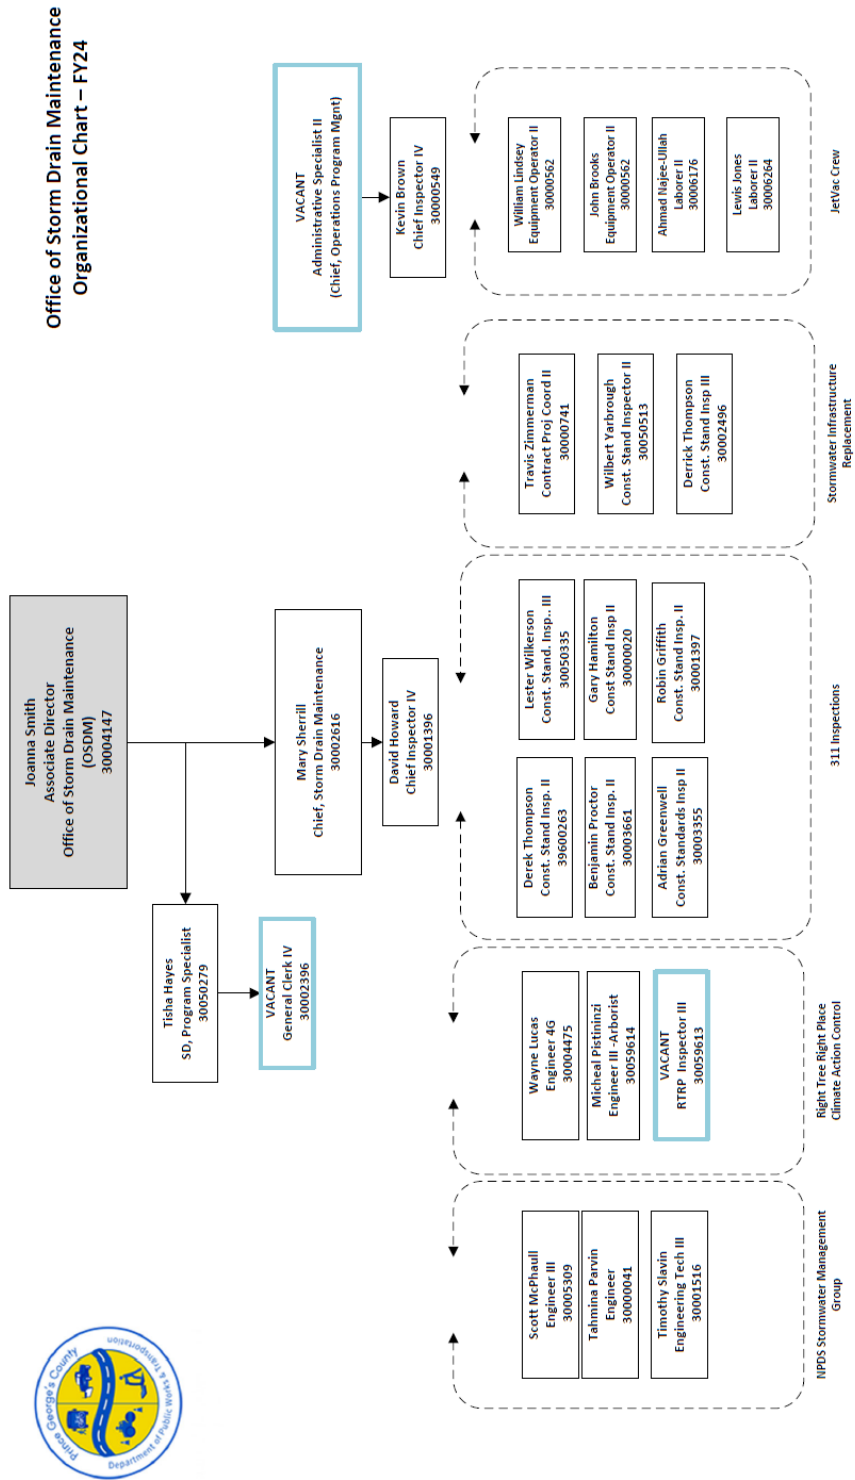 Prince George's County
Department of Public Works & Transportation
Office of Storm Drain Maintenance
Organizational Chart – FY24
Joanna Smith
Associate Director
Office of Storm Drain Maintenance
(OSDM)
30004147
Tisha Hayes
SD, Program Specialist
30050279
VACANT
General Clerk IV
30002396
Mary Sherrill
Chief, Storm Drain Maintenance
30002616
David Howard
Chief Inspector IV
30001396
VACANT
Administrative Specialist II
(Chief, Operations Program Mgnt)
Kevin Brown
Chief Inspector IV
30000549
Scott McPhaull
Engineer III
30005309
Tahmina Parvin
Engineer
30000041
Timothy Slavin
Engineering Tech III
30001516
NPDS Stormwater Management
Group
Wayne Lucas
Engineer 4G
30004475
Micheal Pistininzi
Engineer III -Arborist
30059614
VACANT
RTRP  Inspector III
30059613
Right Tree Right Place
Climate Action Control
Derek Thompson
Const. Stand Insp. II
39600263
Benjamin Proctor
Const. Stand Insp. II
30003661
Adrian Greenwell
Const. Standards Insp II
30003355
Lester Wilkerson
Const. Stand. Insp.. III
30050335
Gary Hamilton
Const Stand Insp II
30000020
Robin Griffith
Const. Stand Insp. II
30001397
311 Inspections
Travis Zimmerman
Contract Proj Coord II
30000741
Wilbert Yarbrough
Const. Stand Inspector II
30050513
Derrick Thompson
Const. Stand Insp III
30002496
Stormwater Infrastructure
Replacement
William Lindsey
Equipment Operator II
30000562
John Brooks
Equipment Operator II
30000562
Ahmad Najee-Ullah
Laborer II
30006176
Lewis Jones
Laborer II
30006264
JetVac Crew